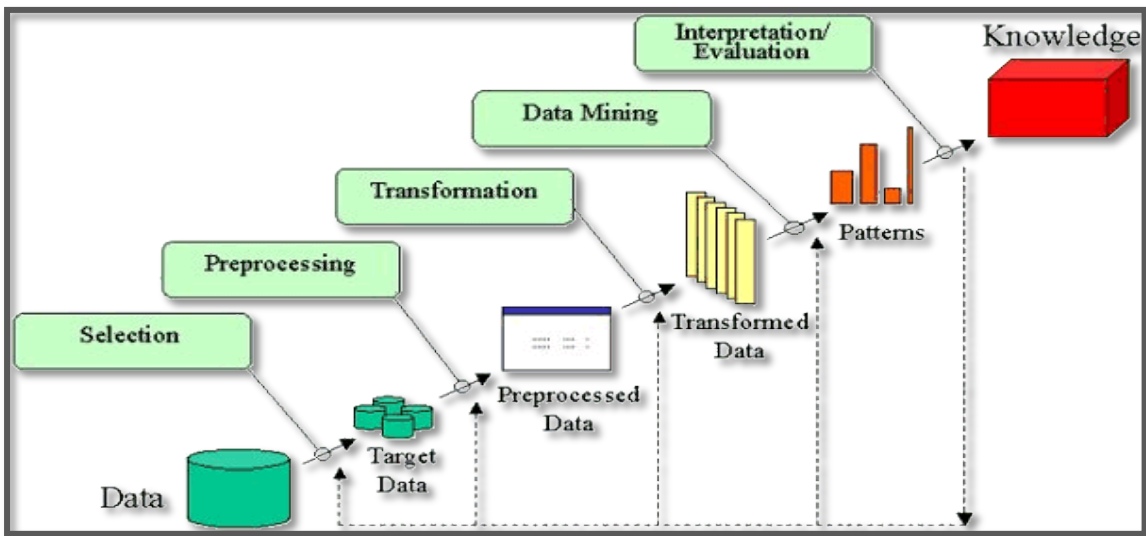 Interpretation/
Evaluation
Knowledge
Data Mining
Transformation
Patterns
Preprocessing
Transformed
Data
Selection
Preprocessed
Data
Target
Data
Data